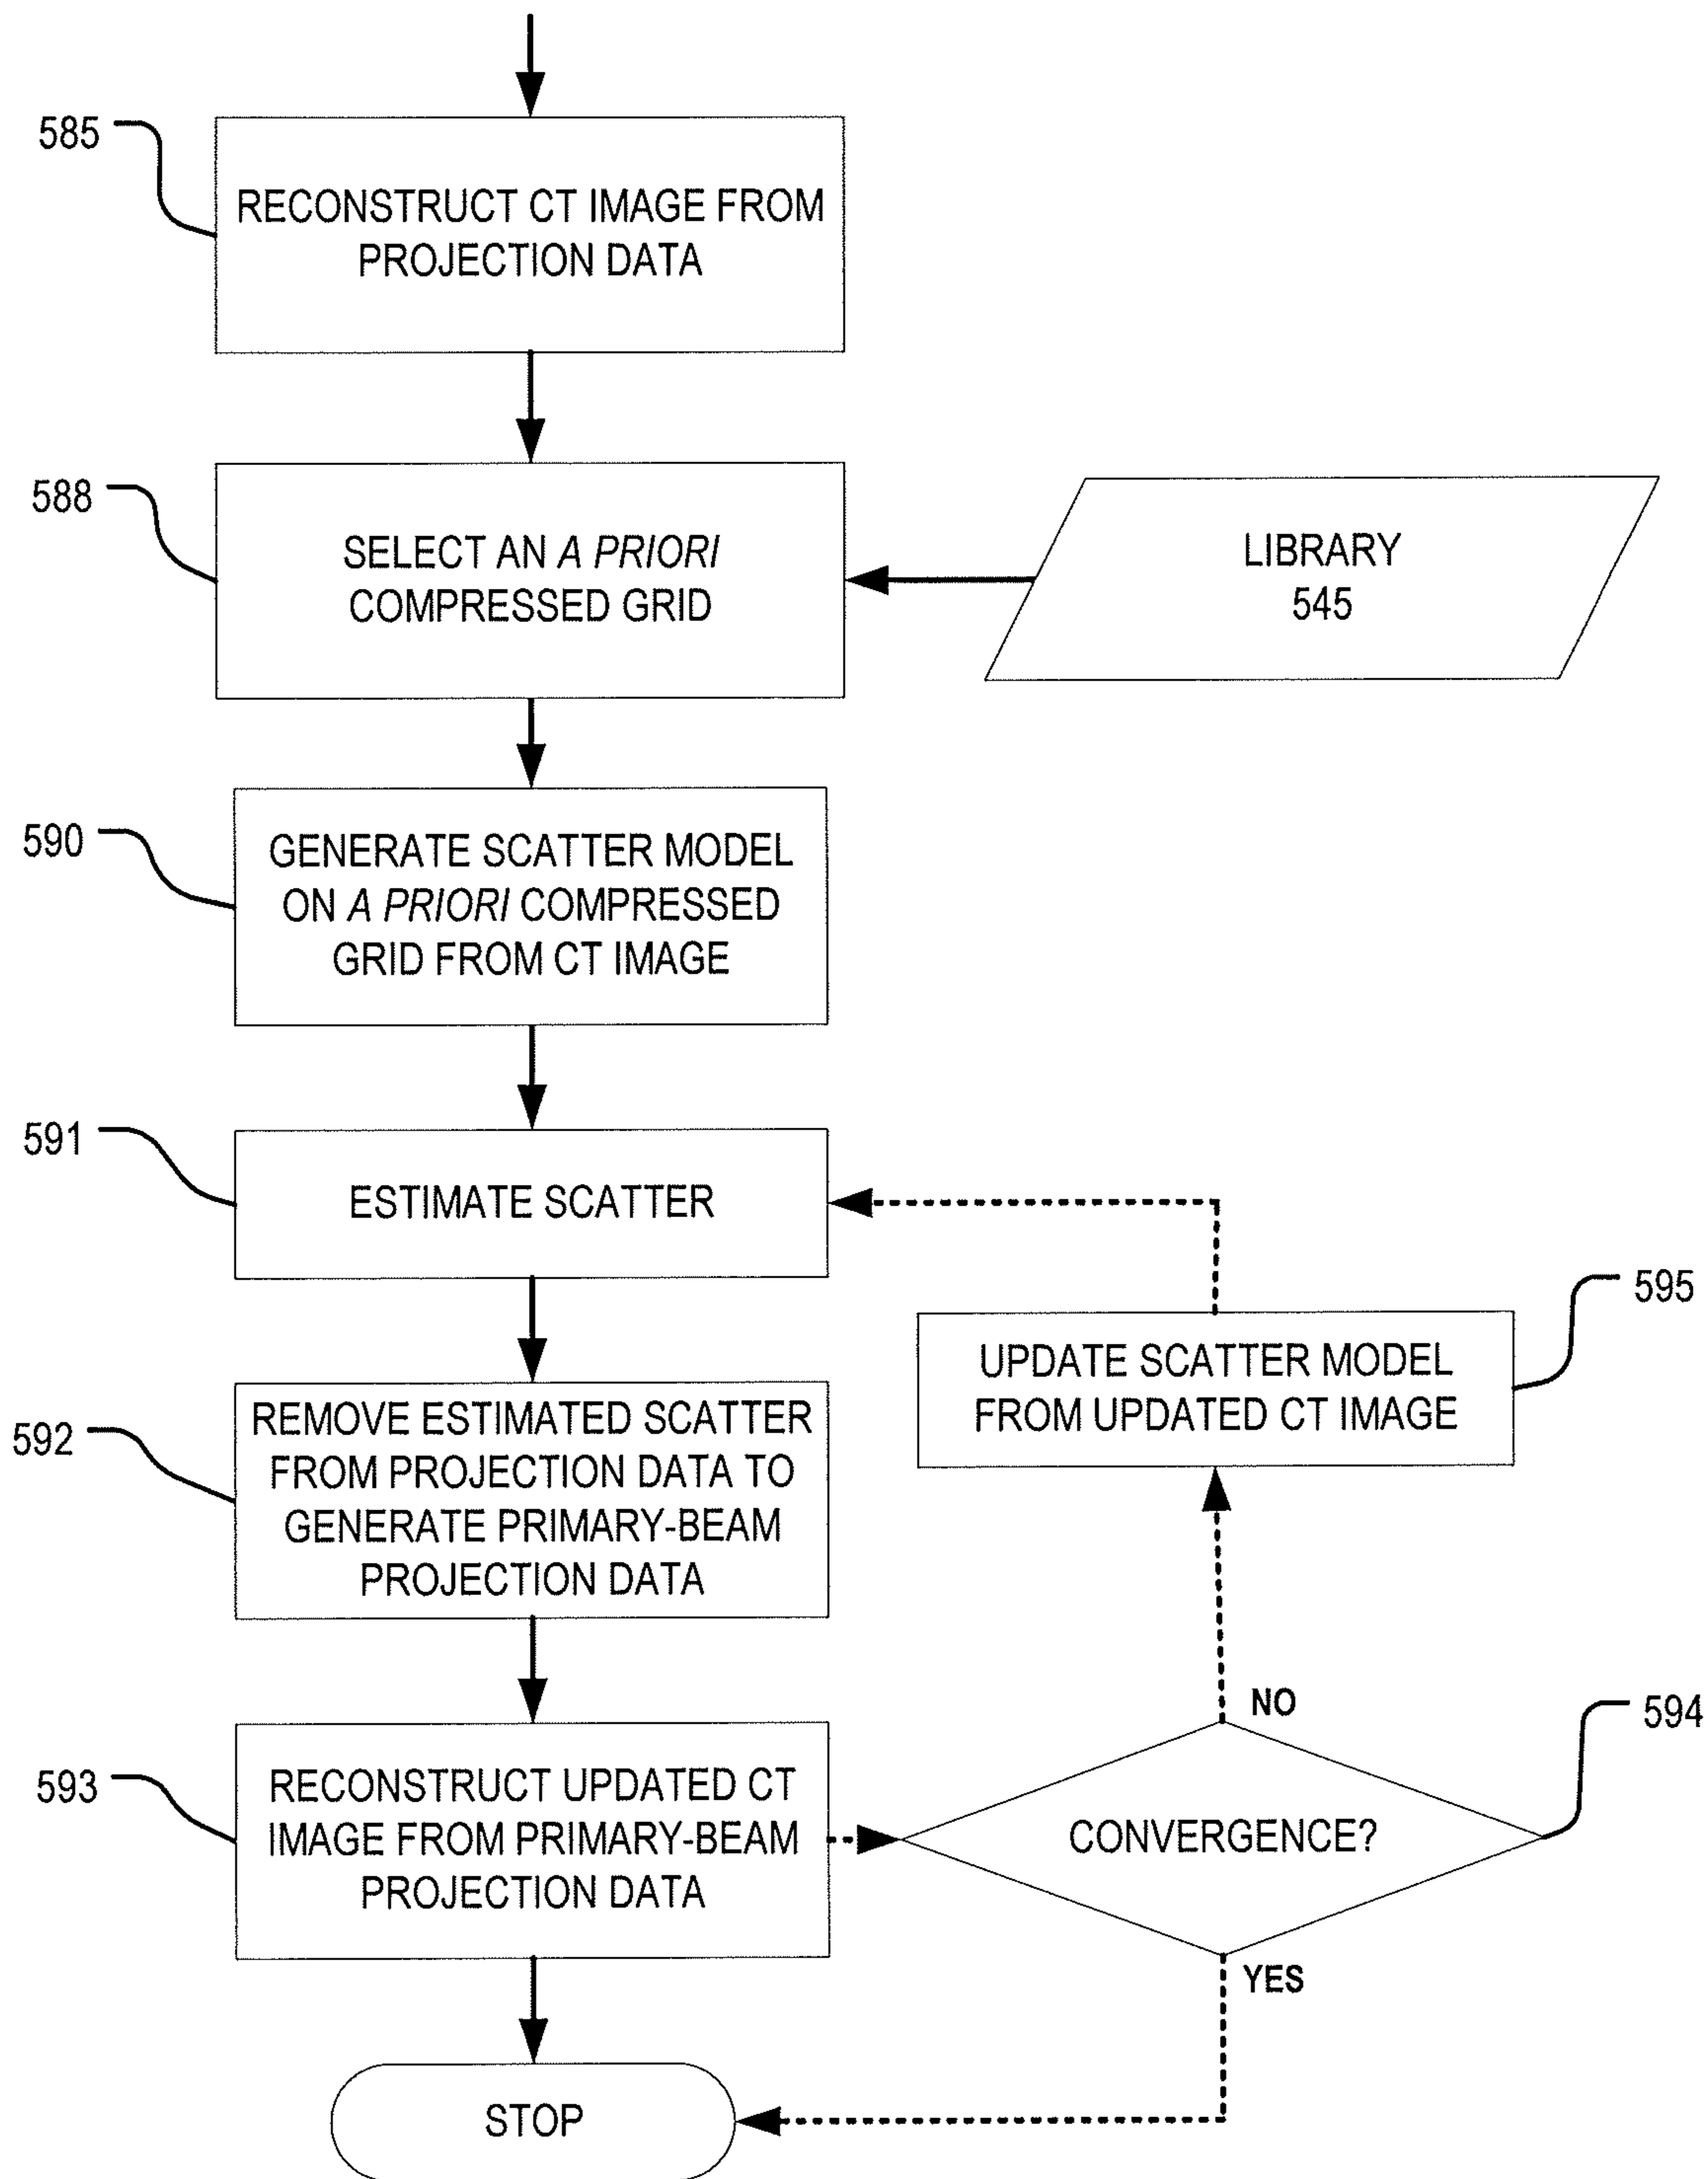 585
RECONSTRUCT CT IMAGE FROM
PROJECTION DATA
588
SELECT AN A PRIORI
COMPRESSED GRID
LIBRARY
545
590
GENERATE SCATTER MODEL
ON A PRIORI COMPRESSED
GRID FROM CT IMAGE
591
ESTIMATE SCATTER
595
UPDATE SCATTER MODEL
FROM UPDATED CT IMAGE
592
REMOVE ESTIMATED SCATTER
FROM PROJECTION DATA TO
GENERATE PRIMARY-BEAM
PROJECTION DATA
NO
594
593
RECONSTRUCT UPDATED CT
IMAGE FROM PRIMARY-BEAM
PROJECTION DATA
CONVERGENCE?
YES
STOP